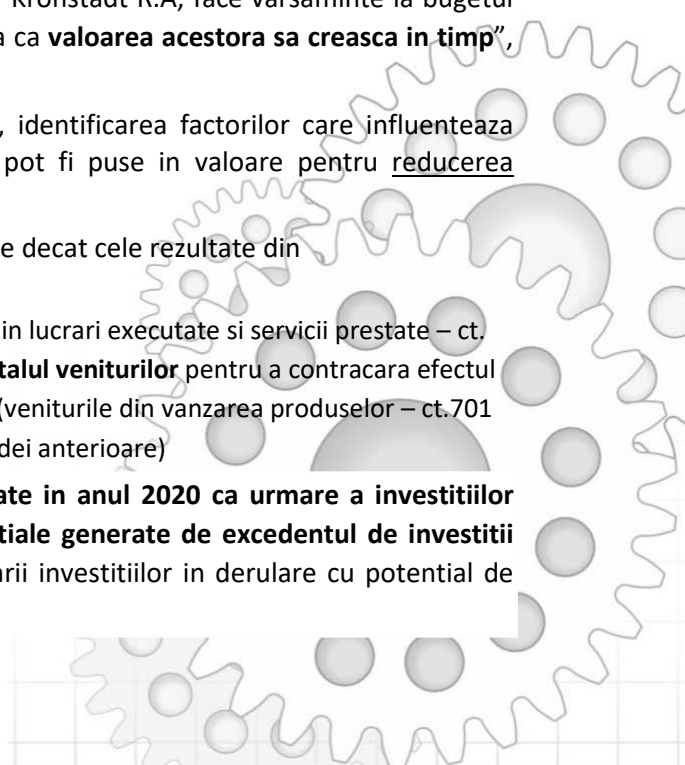 Kronstadt R.A, face varsaminte la bugetul
a ca valoarea acestora sa creasca in timp”,
, identificarea factorilor care influenteaza
pot fi puse in valoare pentru reducerea
e decat cele rezultate din
in lucrari executate si servicii prestate – ct.
talul veniturilor pentru a contracara efectul
(veniturile din vanzarea produselor – ct.701
dei anterioare)
ate in anul 2020 ca urmare a investitiilor
tiale generate de excedentul de investitii
arii investitiilor in derulare cu potential de